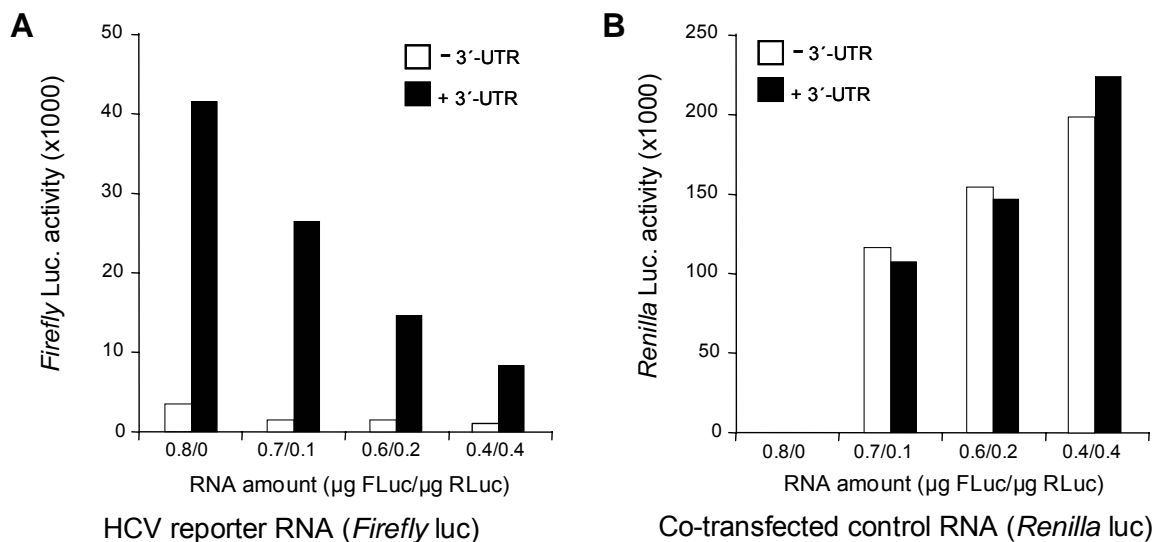 A
Firefly Luc. activity (x1000)
50
40
30
20
10
0
- 3´-UTR
+ 3´-UTR
0.8/0 0.7/0.1 0.6/0.2 0.4/0.4
RNA amount (µg FLuc/µg RLuc)
HCV reporter RNA (Firefly luc)
B
Renilla Luc. activity (x1000)
250
200
150
100
50
0
- 3´-UTR
+ 3´-UTR
0.8/0 0.7/0.1 0.6/0.2 0.4/0.4
RNA amount (µg FLuc/µg RLuc)
Co-transfected control RNA (Renilla luc)